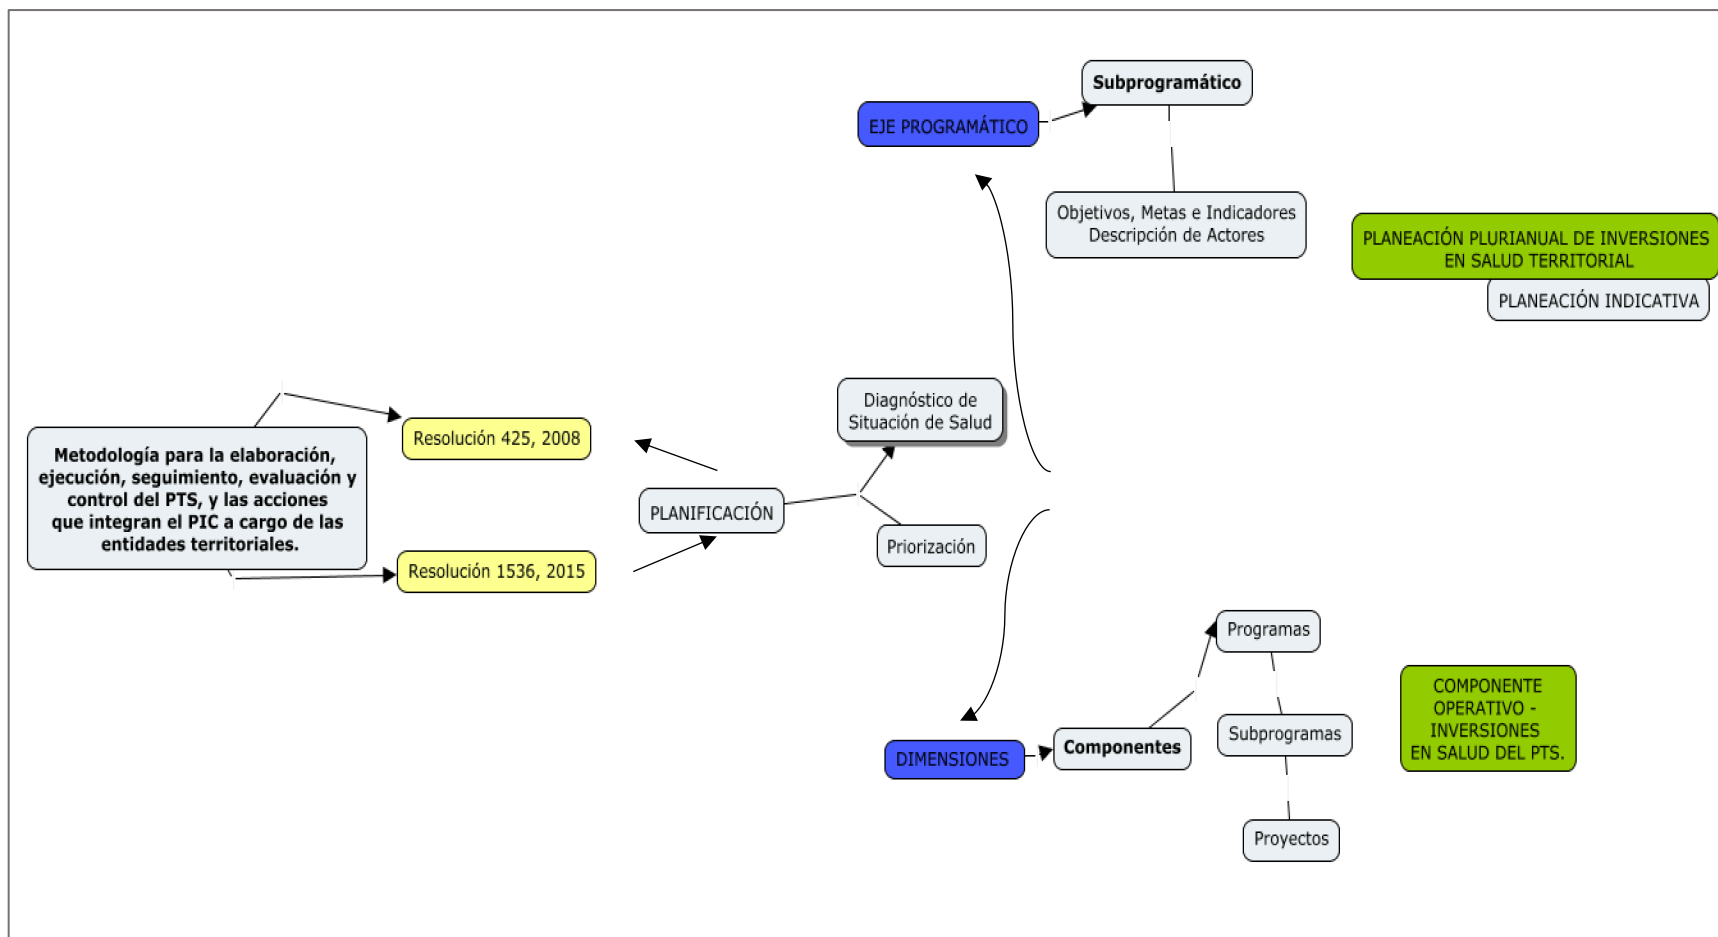 Subprogramático
EJE PROGRAMÁTICO
Objetivos, Metas e Indicadores
Descripción de Actores
PLANEACIÓN PLURIANUAL DE INVERSIONES
EN SALUD TERRITORIAL
PLANEACIÓN INDICATIVA
Diagnóstico de
Situación de Salud
Resolución 425, 2008
Metodología para la elaboración,
ejecución, seguimiento, evaluación y
control del PTS, y las acciones
que integran el PIC a cargo de las
entidades territoriales.
PLANIFICACIÓN
Priorización
Resolución 1536, 2015
Programas
COMPONENTE
OPERATIVO -
INVERSIONES
EN SALUD DEL PTS.
Subprogramas
Componentes
DIMENSIONES
Proyectos